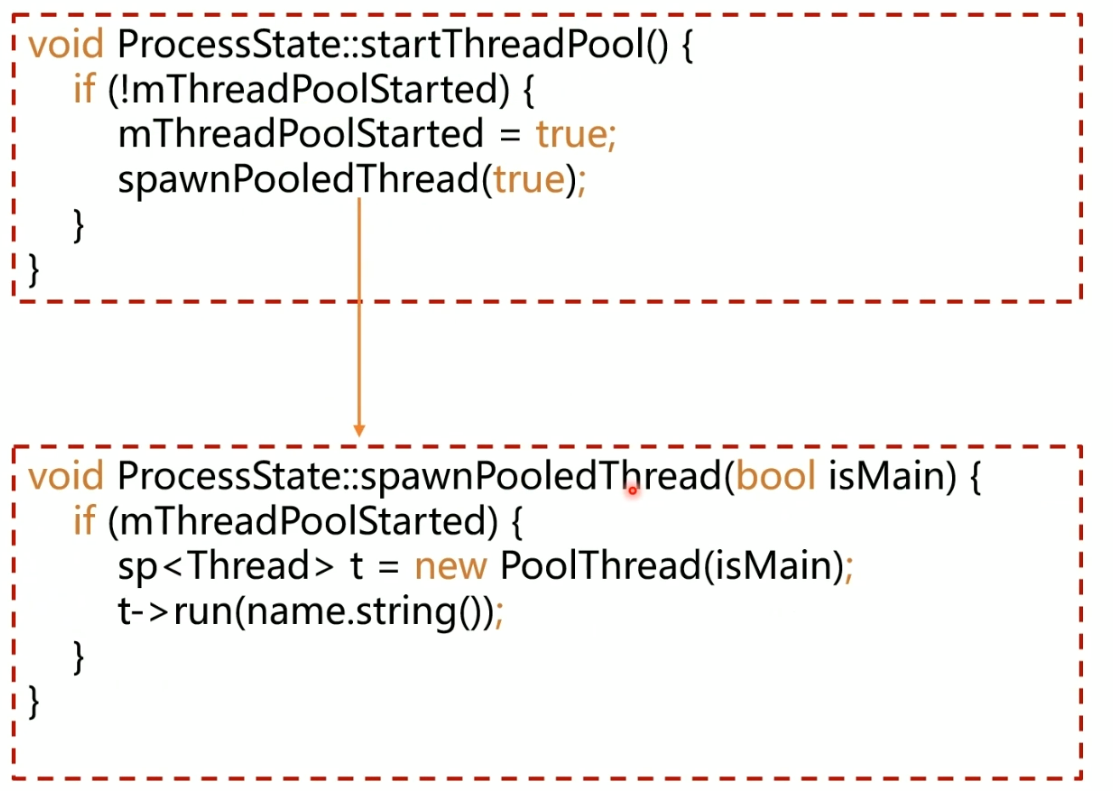 void ProcessState::startThreadPool() {
if (!mThreadPoolStarted) {
mThreadPoolStarted = true;
spawnPooledThread(true);
}
}
void ProcessState::spawnPooledThread(bool isMain) {
if (mThreadPoolStarted) {
sp<Thread> t = new PoolThread(isMain);
t->run(name.string());
}
}